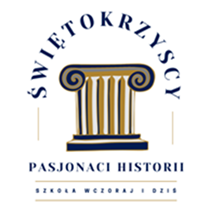 ŚWIĘTOKRZYSCY
PASJONACI HISTORII
SZKOŁA WCZORAJ I DZIŚ